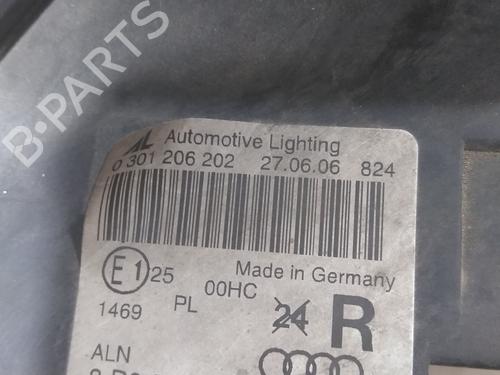 B-PARTS
AL Automotive Lighting
0 301 206 202 27.06.06 824
E1 25
Made in Germany
1469 PL 00HC 24 R
ALN